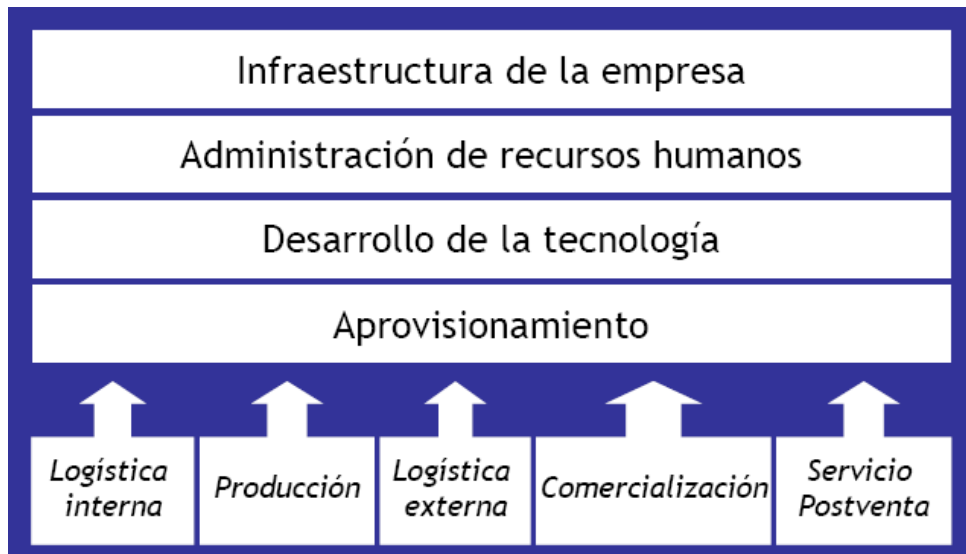 Infraestructura de la empresa
Administración de recursos humanos
Desarrollo de la tecnología
Aprovisionamiento
Logística
interna
Producción
Logística
externa
Comercialización
Servicio
Postventa